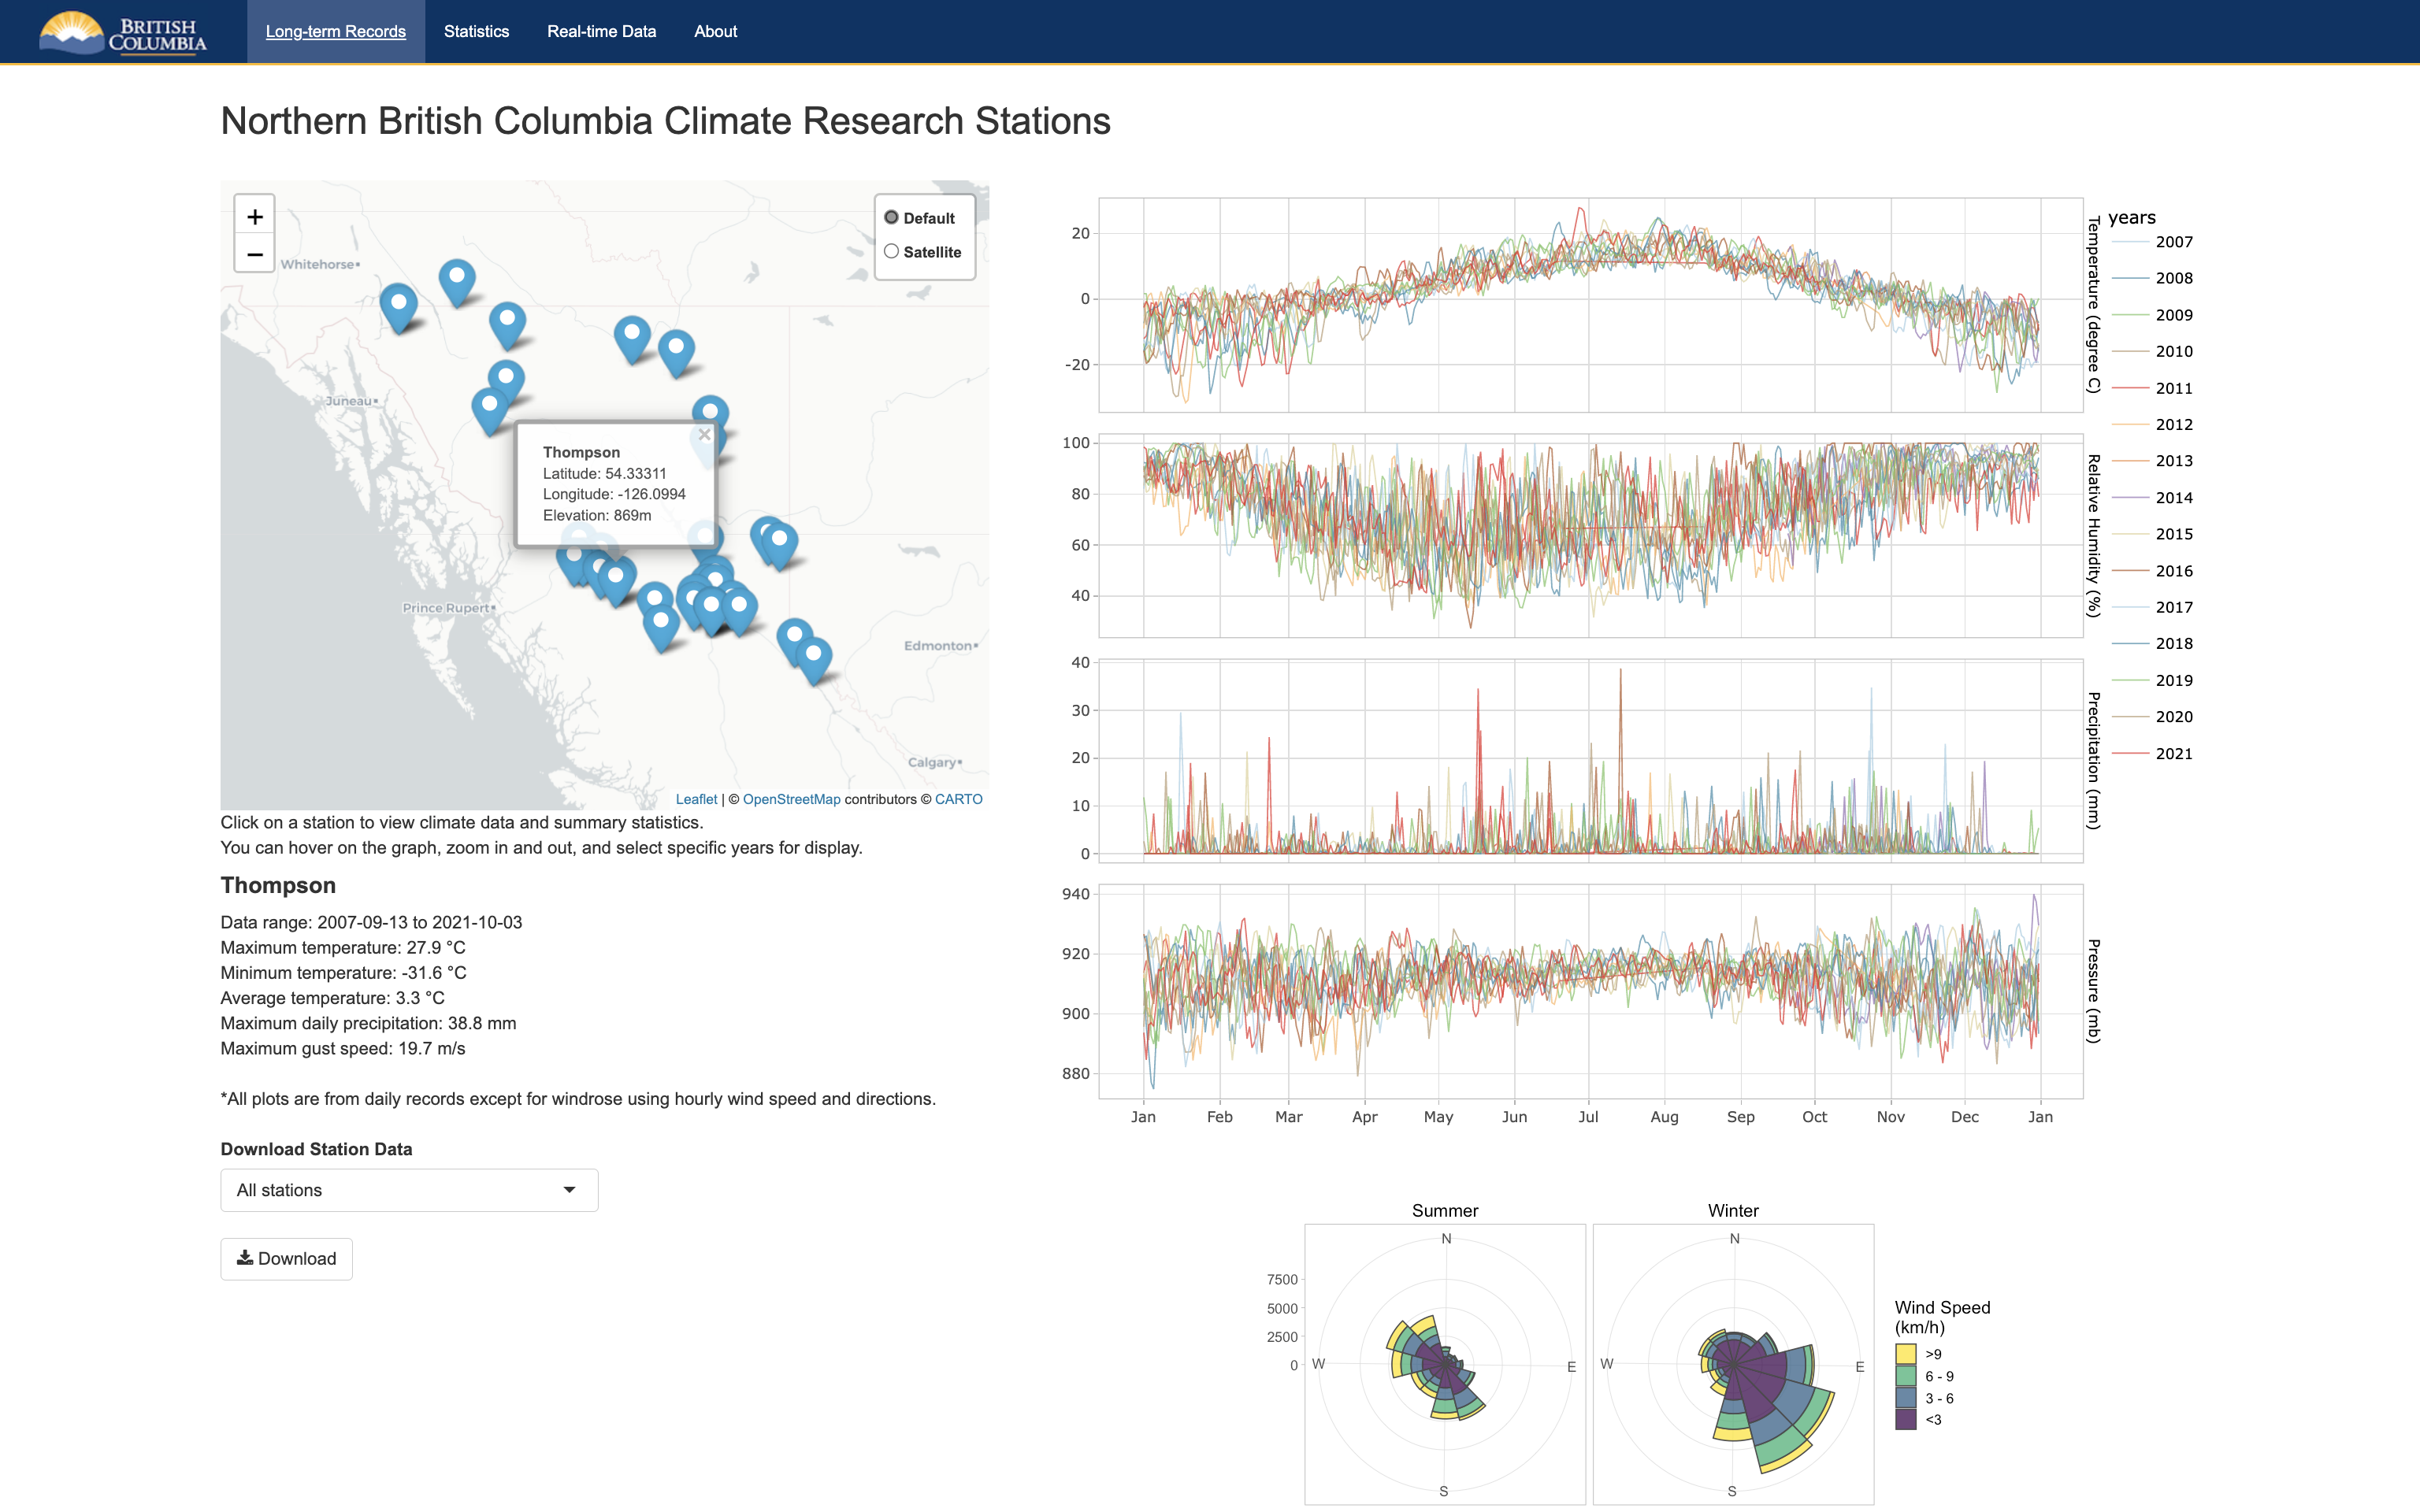 BRITISH
COLUMBIA
Long-term Records
Statistics
Real-time Data
About
Northern British Columbia Climate Research Stations
+
−
Default
Satellite
Whitehorse
Juneau
Prince Rupert
Edmonton
Calgary
×
Thompson
Latitude: 54.33311
Longitude: -126.0994
Elevation: 869m
Leaflet | © OpenStreetMap contributors © CARTO
Click on a station to view climate data and summary statistics.
You can hover on the graph, zoom in and out, and select specific years for display.
Thompson
Data range: 2007-09-13 to 2021-10-03
Maximum temperature: 27.9 °C
Minimum temperature: -31.6 °C
Average temperature: 3.3 °C
Maximum daily precipitation: 38.8 mm
Maximum gust speed: 19.7 m/s
*All plots are from daily records except for windrose using hourly wind speed and directions.
Download Station Data
All stations
Download
20
0
-20
Temperature (degree C)
100
80
60
40
Relative Humidity (%)
40
30
20
10
0
Precipitation (mm)
940
920
900
880
Pressure (mb)
Jan Feb Mar Apr May Jun Jul Aug Sep Oct Nov Dec Jan
years
2007
2008
2009
2010
2011
2012
2013
2014
2015
2016
2017
2018
2019
2020
2021
Summer
N
7500
5000
2500
0
W
E
S
Winter
N
W
E
S
Wind Speed
(km/h)
>9
6 - 9
3 - 6
<3